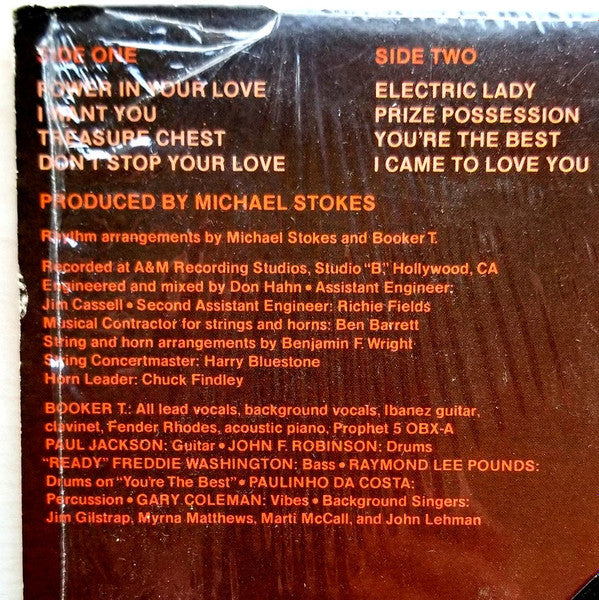 SIDE ONE
POWER IN YOUR LOVE
I WANT YOU
TREASURE CHEST
DON'T STOP YOUR LOVE
SIDE TWO
ELECTRIC LADY
PRIZE POSSESSION
YOU'RE THE BEST
I CAME TO LOVE YOU
PRODUCED BY MICHAEL STOKES
Rhythm arrangements by Michael Stokes and Booker T.
Recorded at A&M Recording Studios, Studio "B," Hollywood, CA
Engineered and mixed by Don Hahn • Assistant Engineer:
Jim Cassell • Second Assistant Engineer: Richie Fields
Musical Contractor for strings and horns: Ben Barrett
String and horn arrangements by Benjamin F. Wright
String Concertmaster: Harry Bluestone
Horn Leader: Chuck Findley
BOOKER T.: All lead vocals, background vocals, Ibanez guitar,
clavinet, Fender, Rhodes, acoustic piano, Prophet 5 OBX-A
PAUL JACKSON: Guitar • JOHN F. ROBINSON: Drums
"READY" FREDDIE WASHINGTON: Bass • RAYMOND LEE POUNDS:
Drums on "You're The Best" • PAULINHO DA COSTA:
Percussion • GARY COLEMAN: Vibes • Background Singers:
Jim Gilstrap, Myrna Matthews, Marti McCall, and John Lehman